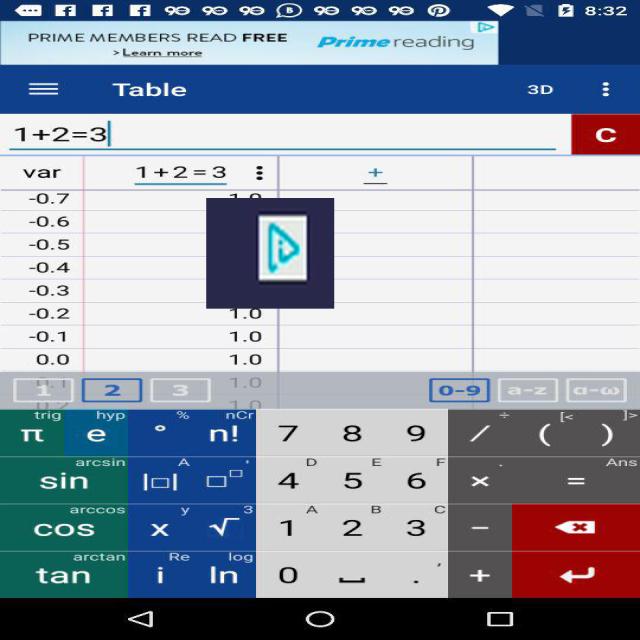 8:32
PRIME MEMBERS READ FREE
> Learn more
Prime reading
Table
3D
1+2=3
C
var 1+2=3 +
-0.7 1.0
-0.6
-0.5
-0.4
-0.3
-0.2 1.0
-0.1 1.0
0.0 1.0
0.1 1.0
1 2 3 0-9 a-z α-ω
trig hyp % nCr ÷ [< ]>
π e ° n! 7 8 9 / ( )
arcsin A ' D E F . Ans
sin |□| □□ 4 5 6 × =
arccos y 3 A B C
cos x √ 1 2 3 −
arctan Re log ,
tan i ln 0 . +